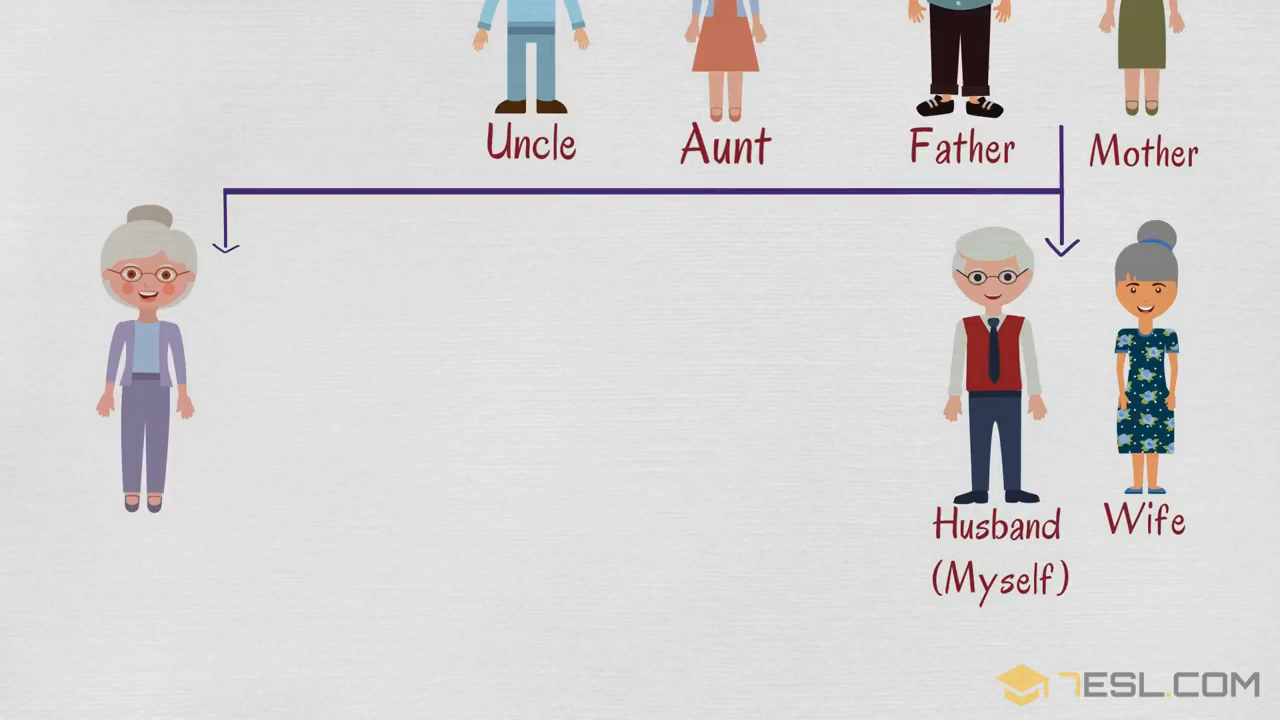 Uncle
Aunt
Father
Mother
Husband
(Myself)
Wife
7ESL.COM